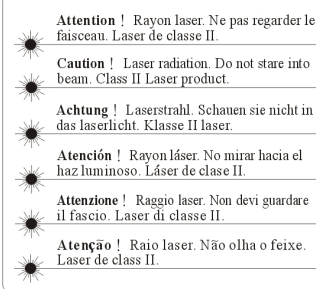 Attention ! Rayon laser. Ne pas regarder le
faisceau. Laser de classe II.
Caution ! Laser radiation. Do not stare into
beam. Class II Laser product.
Achtung ! Laserstrahl. Schauen sie nicht in
das laserlicht. Klasse II laser.
Atención ! Rayon láser. No mirar hacia el
haz luminoso. Láser de clase II.
Attenzione ! Raggio laser. Non devi guardare
il fascio. Laser di classe II.
Atenção ! Raio laser. Não olha o feixe.
Laser de class II.